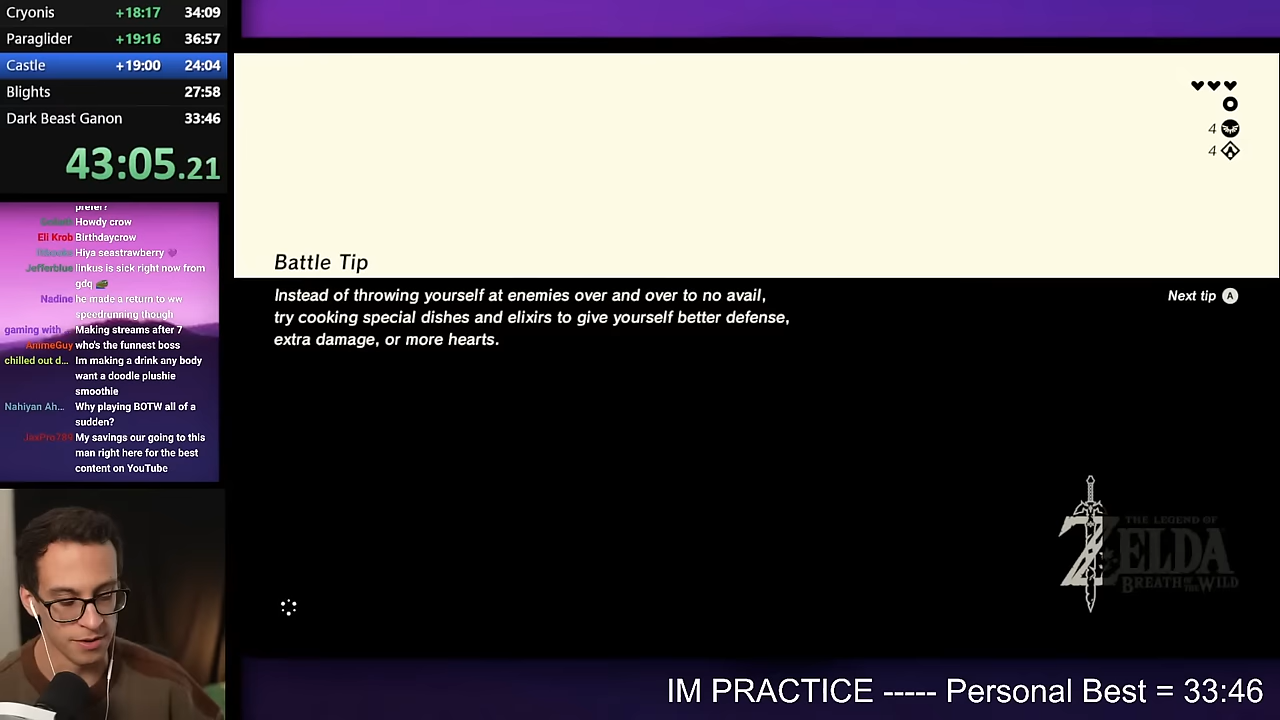 Cryonis +18:17 34:09
Paraglider +19:16 36:57
Castle +19:00 24:04
Blights 27:58
Dark Beast Ganon 33:46
43:05.21
prefer?
Howdy crow
Eli Krob Birthdaycrow
Hiya seastrawberry
Jefferblue linkus is sick right now from
gdq
Nadine he made a return to ww
speedrunning though
gaming with ... Making streams after 7
AnimeGuy who's the funnest boss
chilled out d... Im making a drink any body
want a doodle plushie
smoothie
Nahiyan Ah... Why playing BOTW all of a
sudden?
JaxPro789 My savings our going to this
man right here for the best
content on YouTube
4
4
Battle Tip
Instead of throwing yourself at enemies over and over to no avail,
try cooking special dishes and elixirs to give yourself better defense,
extra damage, or more hearts.
Next tip A
THE LEGEND OF
ZELDA
BREATH OF THE WILD
IM PRACTICE ----- Personal Best = 33:46